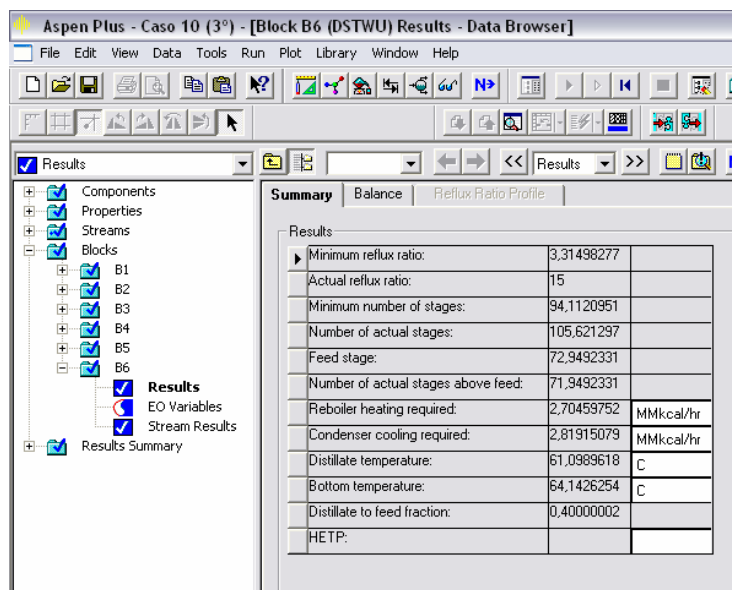 Aspen Plus - Caso 10 (3º) - [Block B6 (DSTWU) Results - Data Browser]
File Edit View Data Tools Run Plot Library Window Help
N>
Results
<< Results >>
Components
Properties
Streams
Blocks
B1
B2
B3
B4
B5
B6
Results
EO Variables
Stream Results
Results Summary
Summary Balance Reflux Ratio Profile
Results
Minimum reflux ratio: 3,31498277
Actual reflux ratio: 15
Minimum number of stages: 94,1120951
Number of actual stages: 105,621297
Feed stage: 72,9492331
Number of actual stages above feed: 71,9492331
Reboiler heating required: 2,70459752 MMkcal/hr
Condenser cooling required: 2,81915079 MMkcal/hr
Distillate temperature: 61,0989618 C
Bottom temperature: 64,1426254 C
Distillate to feed fraction: 0,40000002
HETP: